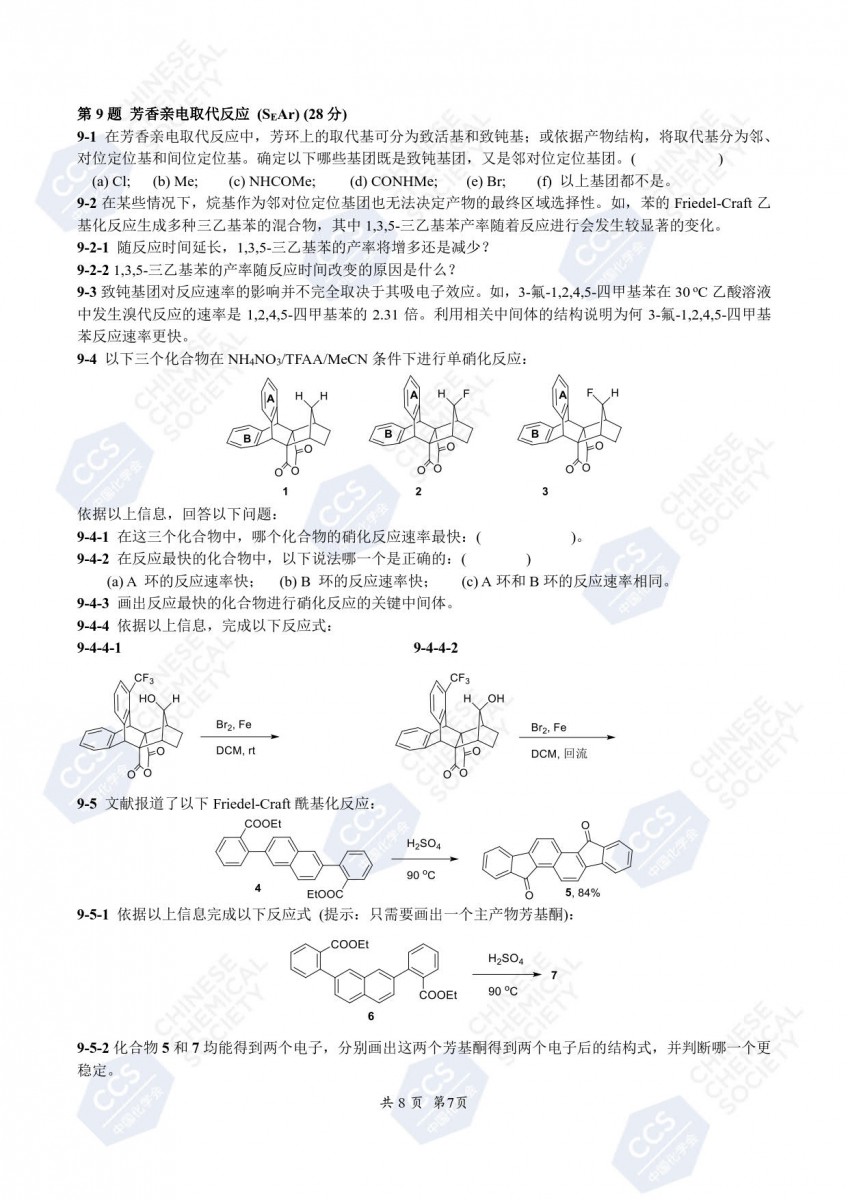 第 9 题 芳香亲电取代反应 (SEAr) (28 分)
9-1 在芳香亲电取代反应中，芳环上的取代基可分为致活基和致钝基；或依据产物结构，将取代基分为邻、
对位定位基和间位定位基。确定以下哪些基团既是致钝基团，又是邻对位定位基团。( )
(a) Cl; (b) Me; (c) NHCOMe; (d) CONHMe; (e) Br; (f) 以上基团都不是。
9-2 在某些情况下，烷基作为邻对位定位基团也无法决定产物的最终区域选择性。如，苯的 Friedel-Craft 乙
基化反应生成多种三乙基苯的混合物，其中 1,3,5-三乙基苯产率随着反应进行会发生较显著的变化。
9-2-1 随反应时间延长，1,3,5-三乙基苯的产率将增多还是减少？
9-2-2 1,3,5-三乙基苯的产率随反应时间改变的原因是什么？
9-3 致钝基团对反应速率的影响并不完全取决于其吸电子效应。如，3-氟-1,2,4,5-四甲基苯在 30 ºC 乙酸溶液
中发生溴代反应的速率是 1,2,4,5-四甲基苯的 2.31 倍。利用相关中间体的结构说明为何 3-氟-1,2,4,5-四甲基
苯反应速率更快。
9-4 以下三个化合物在 NH4NO3/TFAA/MeCN 条件下进行单硝化反应：
A H H A H F A F H
B B B
O O O
O O O O O O
1 2 3
依据以上信息，回答以下问题：
9-4-1 在这三个化合物中，哪个化合物的硝化反应速率最快：( )。
9-4-2 在反应最快的化合物中，以下说法哪一个是正确的：( )
(a) A 环的反应速率快； (b) B 环的反应速率快； (c) A 环和 B 环的反应速率相同。
9-4-3 画出反应最快的化合物进行硝化反应的关键中间体。
9-4-4 依据以上信息，完成以下反应式：
9-4-4-1 9-4-4-2
CF3 CF3
HO H H OH
Br2, Fe Br2, Fe
DCM, rt DCM, 回流
O O
O O O O
9-5 文献报道了以下 Friedel-Craft 酰基化反应：
COOEt O
H2SO4
90 ºC
4 EtOOC O 5, 84%
9-5-1 依据以上信息完成以下反应式 (提示：只需要画出一个主产物芳基酮)：
COOEt
H2SO4
7
90 ºC
COOEt
6
9-5-2 化合物 5 和 7 均能得到两个电子，分别画出这两个芳基酮得到两个电子后的结构式，并判断哪一个更
稳定。
共 8 页 第7页
CHINESE CHEMICAL SOCIETY
CCS
中国化学会